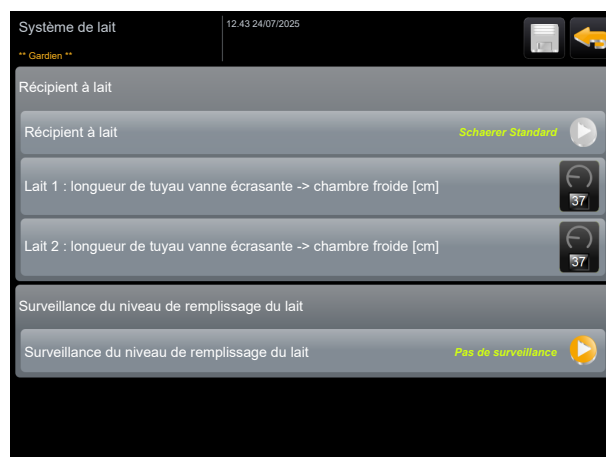 Système de lait
12.43 24/07/2025
** Gardien **
Récipient à lait
Récipient à lait
Schaerer Standard
Lait 1 : longueur de tuyau vanne écrasante -> chambre froide [cm]
37
Lait 2 : longueur de tuyau vanne écrasante -> chambre froide [cm]
37
Surveillance du niveau de remplissage du lait
Surveillance du niveau de remplissage du lait
Pas de surveillance